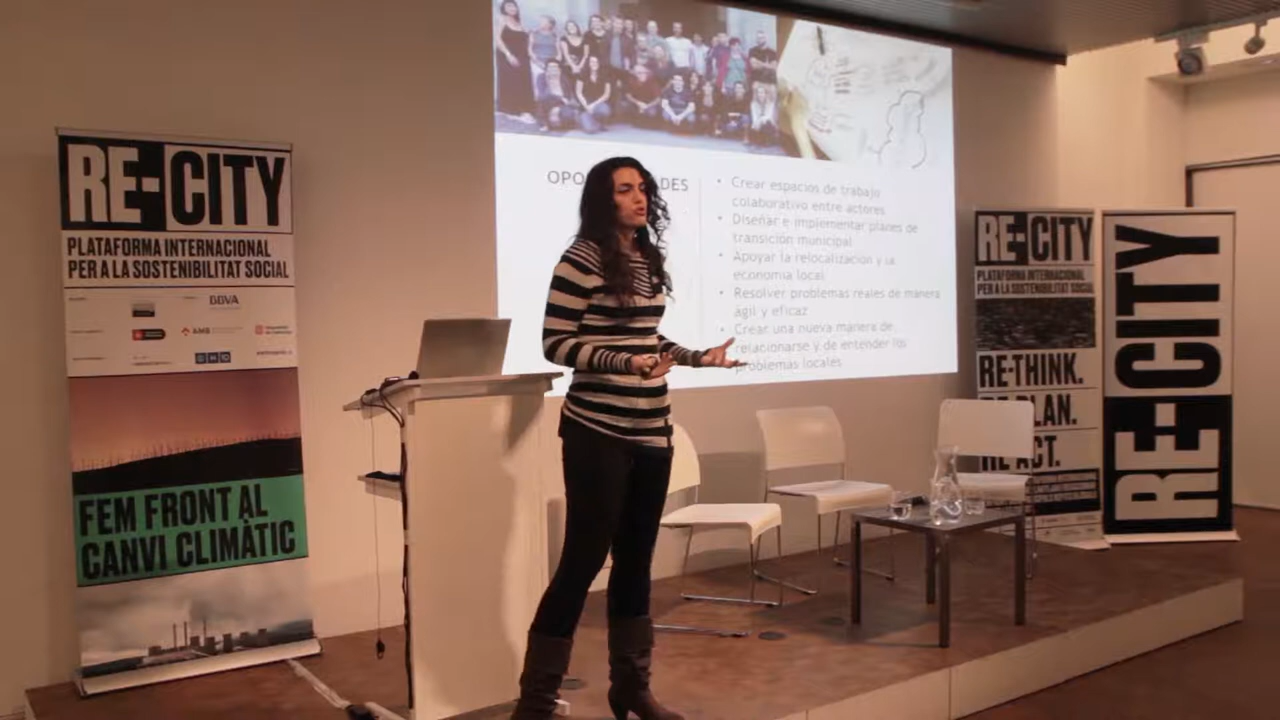 RE-CITY
PLATAFORMA INTERNACIONAL
PER A LA SOSTENIBILITAT SOCIAL
BBVA
AMB
FEM FRONT AL
CANVI CLIMÀTIC
OPO DES
• Crear espacios de trabajo
colaborativo entre actores
• Diseñar e implementar planes de
transición municipal
• Apoyar la relocalización y la
economía local
• Resolver problemas reales de manera
ágil y eficaz
• Crear una nueva manera de
relacionarse y de entender los
problemas locales
RE-CITY
PLATAFORMA INTERNACIONAL
PER A LA SOSTENIBILITAT SOCIAL
RE-THINK.
PLAN.
RE ACT.
RE-CITY